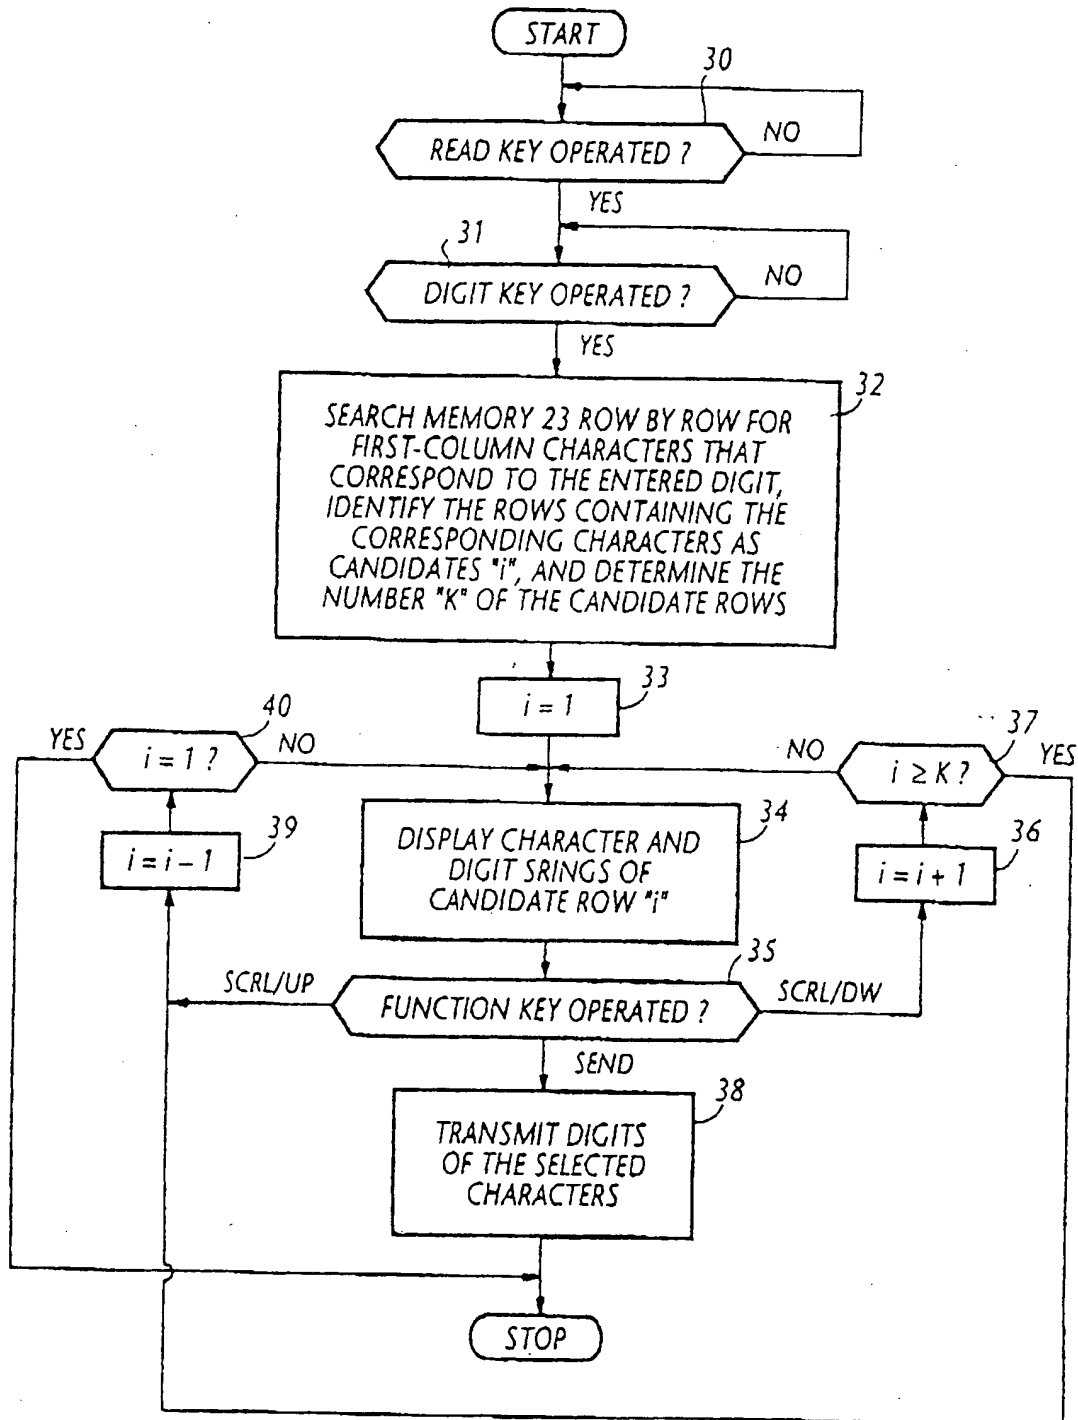 START
30
READ KEY OPERATED ?
NO
YES
31
DIGIT KEY OPERATED ?
NO
YES
32
SEARCH MEMORY 23 ROW BY ROW FOR
FIRST-COLUMN CHARACTERS THAT
CORRESPOND TO THE ENTERED DIGIT,
IDENTIFY THE ROWS CONTAINING THE
CORRESPONDING CHARACTERS AS
CANDIDATES "i", AND DETERMINE THE
NUMBER "K" OF THE CANDIDATE ROWS
33
i = 1
40
YES
i = 1 ?
NO
37
NO
i ≥ K ?
YES
39
i = i – 1
34
DISPLAY CHARACTER AND
DIGIT SRINGS OF
CANDIDATE ROW "i"
36
i = i + 1
35
SCRL/UP
FUNCTION KEY OPERATED ?
SCRL/DW
SEND
38
TRANSMIT DIGITS
OF THE SELECTED
CHARACTERS
STOP